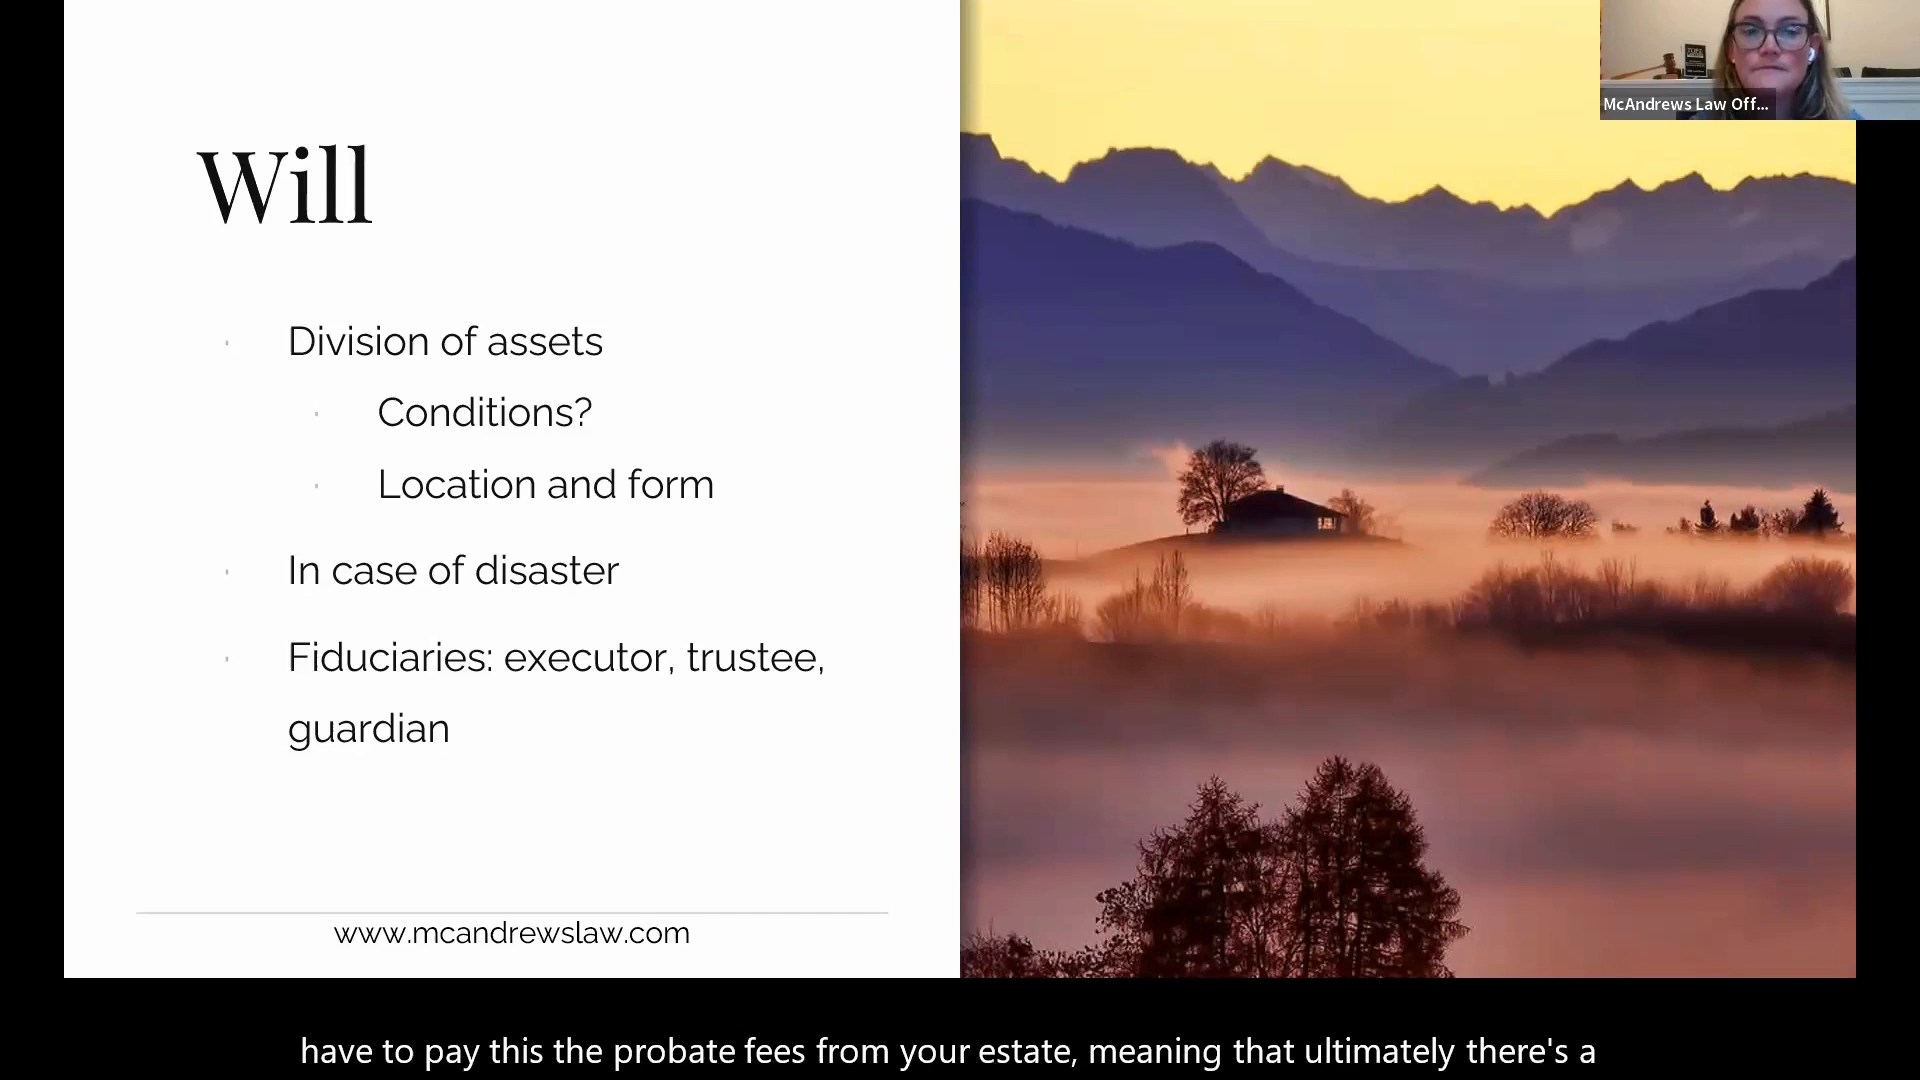 McAndrews Law Off...
Will
Division of assets
Conditions?
Location and form
In case of disaster
Fiduciaries: executor, trustee,
guardian
www.mcandrewslaw.com
have to pay this the probate fees from your estate, meaning that ultimately there's a